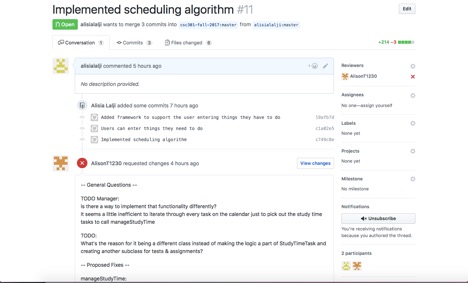 Implemented scheduling algorithm #11
Edit
Open alisialalji wants to merge 3 commits into csc301-fall-2017:master from alisialalji:master
Conversation 1 Commits 3 Files changed 6 +214 −3
alisialalji commented 5 hours ago
No description provided.
Alisia Lalji added some commits 7 hours ago
Added framework to support the user entering things they have to do
Users can enter things they need to do
Implemented scheduling algorithm
Alison71230 requested changes 4 hours ago View changes
-- General Questions --
TODO Manager:
Is there a way to implement that functionality differently?
It seems a little inefficient to iterate through every task on the calendar just to pick out the study time
tasks to call manageStudyTime
TODO:
What's the reason for it being a different class instead of making the logic a part of StudyTimeTask and
creating another subclass for tests & assignments?
-- Proposed Fixes --
manageStudyTime:
Reviewers
Alison71230
Assignees
No one—assign yourself
Labels
None yet
Projects
None yet
Milestone
No milestone
Notifications
Unsubscribe
You're receiving notifications
because you authored the thread.
2 participants